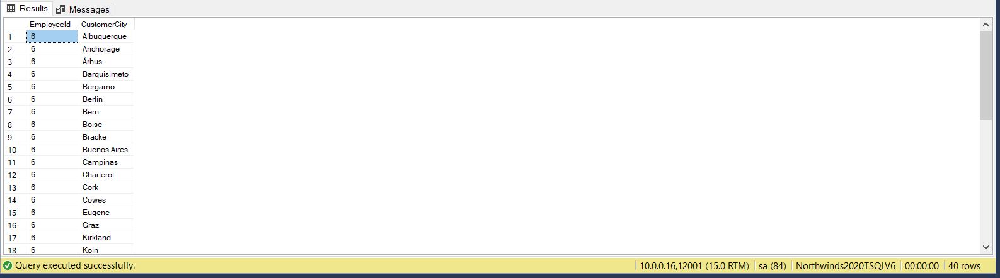 Results Messages
EmployeeId CustomerCity
1 6 Albuquerque
2 6 Anchorage
3 6 Århus
4 6 Barquisimeto
5 6 Bergamo
6 6 Berlin
7 6 Bern
8 6 Boise
9 6 Bräcke
10 6 Buenos Aires
11 6 Campinas
12 6 Charleroi
13 6 Cork
14 6 Cowes
15 6 Eugene
16 6 Graz
17 6 Kirkland
18 6 Köln
Query executed successfully. 10.0.0.16,12001 (15.0 RTM) sa (84) Northwinds2020TSQLV6 00:00:00 40 rows